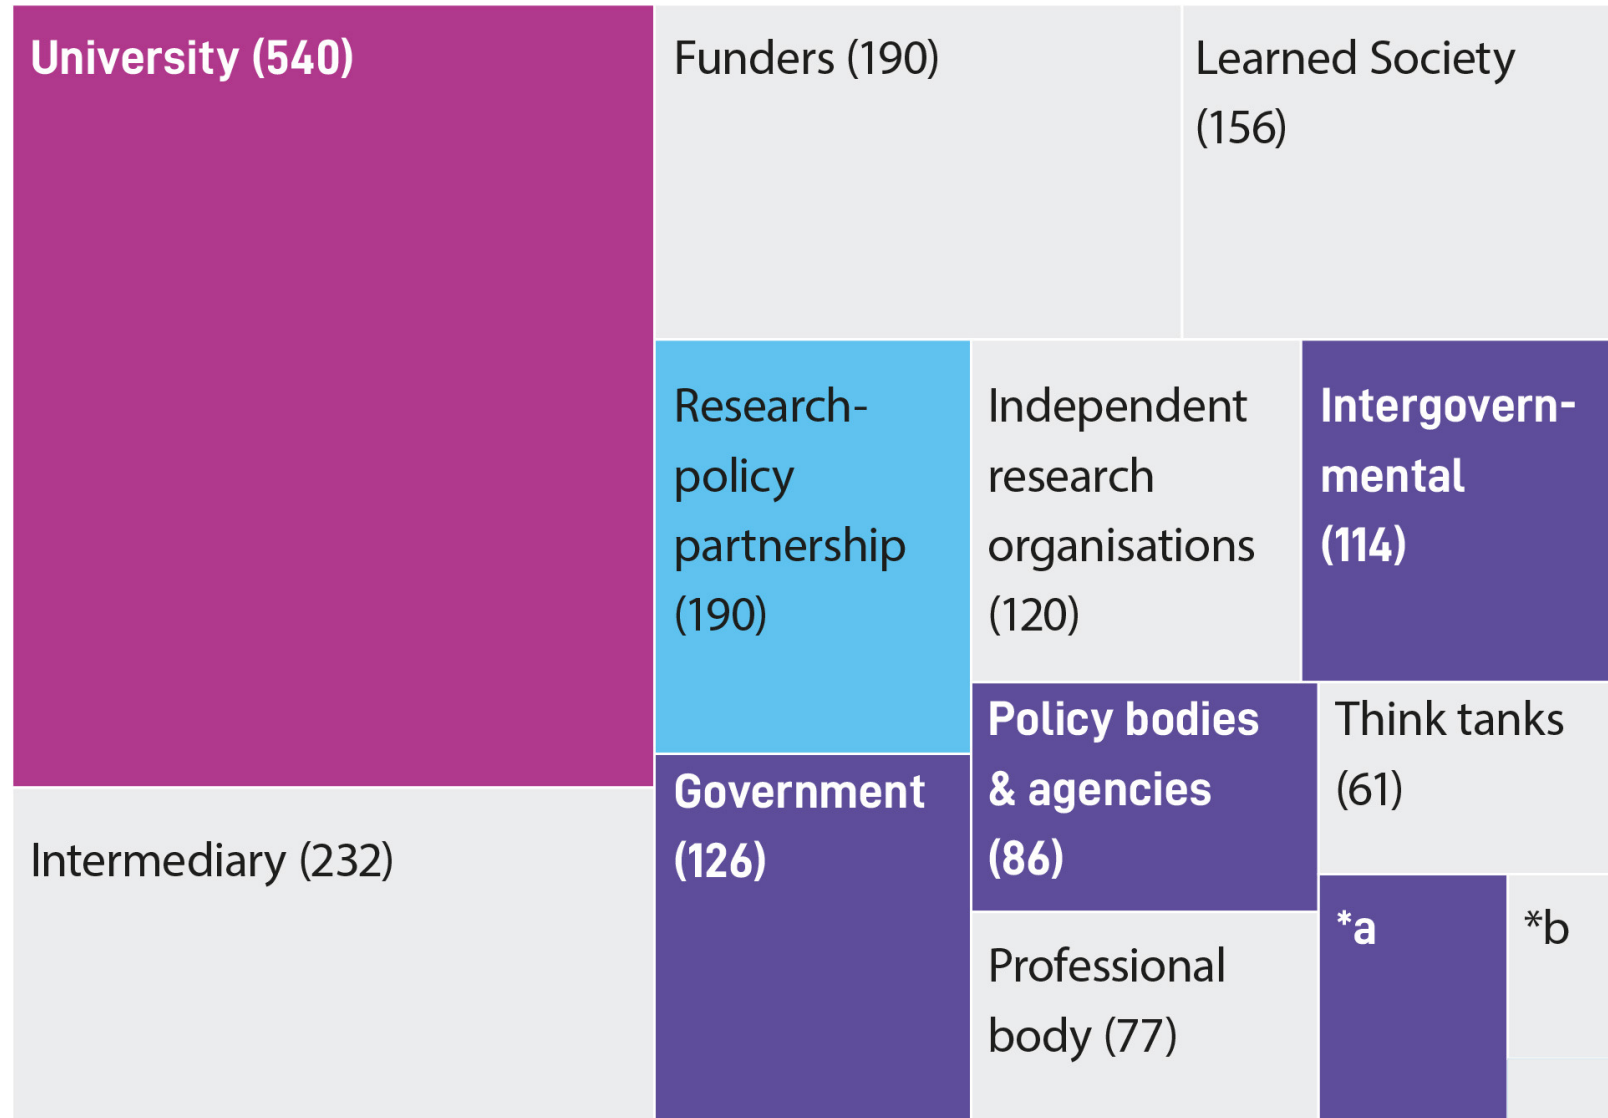 University (540)
Funders (190)
Learned Society
(156)
Research-
policy
partnership
(190)
Independent
research
organisations
(120)
Intergovern-
mental
(114)
Policy bodies
& agencies
(86)
Think tanks
(61)
Government
(126)
Intermediary (232)
*a
*b
Professional
body (77)